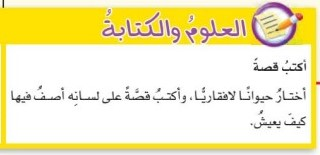 العلومُ والكتابةُ
أكتبُ قصةً
أختارُ حيوانًا لافقاريًّا، وأكتبُ قصَّةً على لسانِه أصفُ فيها
كيفَ يعيشُ.